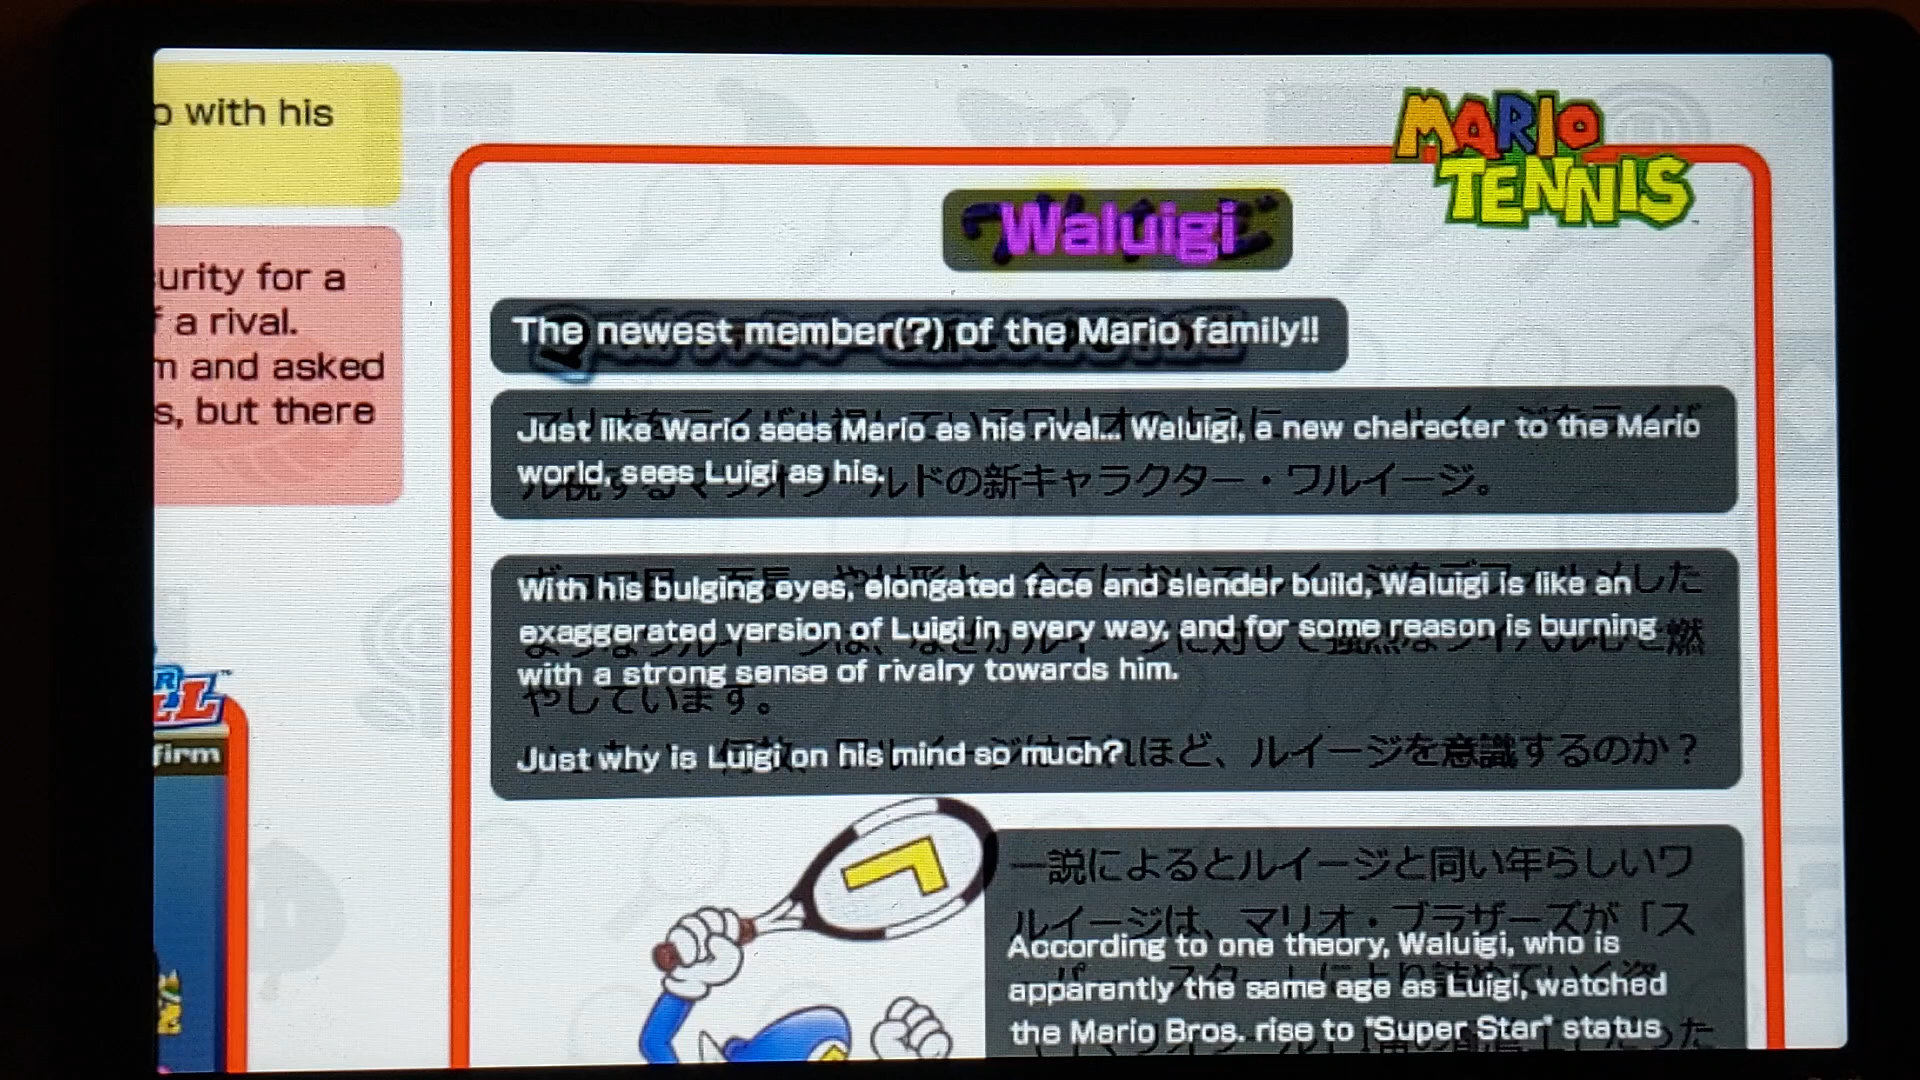 with his
for a
a rival.
and asked
but there
firm
MARIO
TENNIS
Waluigi
The newest member(?) of the Mario family!!
Just like Wario sees Mario as his rival... Waluigi, a new character to the Mario
world, sees Luigi as his.
ルドの新キャラクター・ワルイージ。
With his bulging eyes, elongated face and slender build, Waluigi is like an
した
exaggerated version of Luigi in every way, and for some reason is burning
を燃
with a strong sense of rivalry towards him.
やしています。
Just why is Luigi on his mind so much?
ほど、ルイージを意識するのか？
一説によるとルイージと同い年らしいワ
ルイージは、マリオ・ブラザーズが「ス
According to one theory, Waluigi, who is
apparently the same age as Luigi, watched
the Mario Bros. rise to "Super Star" status